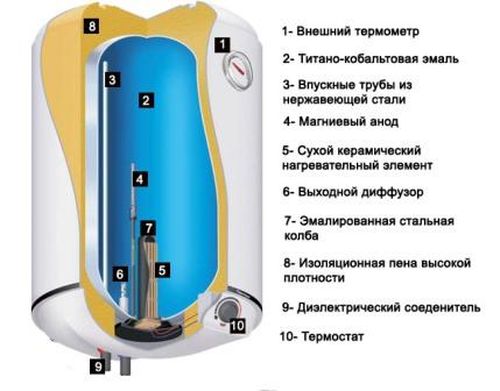 8
1
3
2
4
7
6
5
10
9
1- Внешний термометр
2- Титано-кобальтовая эмаль
3- Впускные трубы из
нержавеющей стали
4- Магниевый анод
5- Сухой керамический
нагревательный элемент
6- Выходной диффузор
7- Эмалированная стальная
колба
8- Изоляционная пена высокой
плотности
9- Диэлектрический соеденитель
10- Термостат